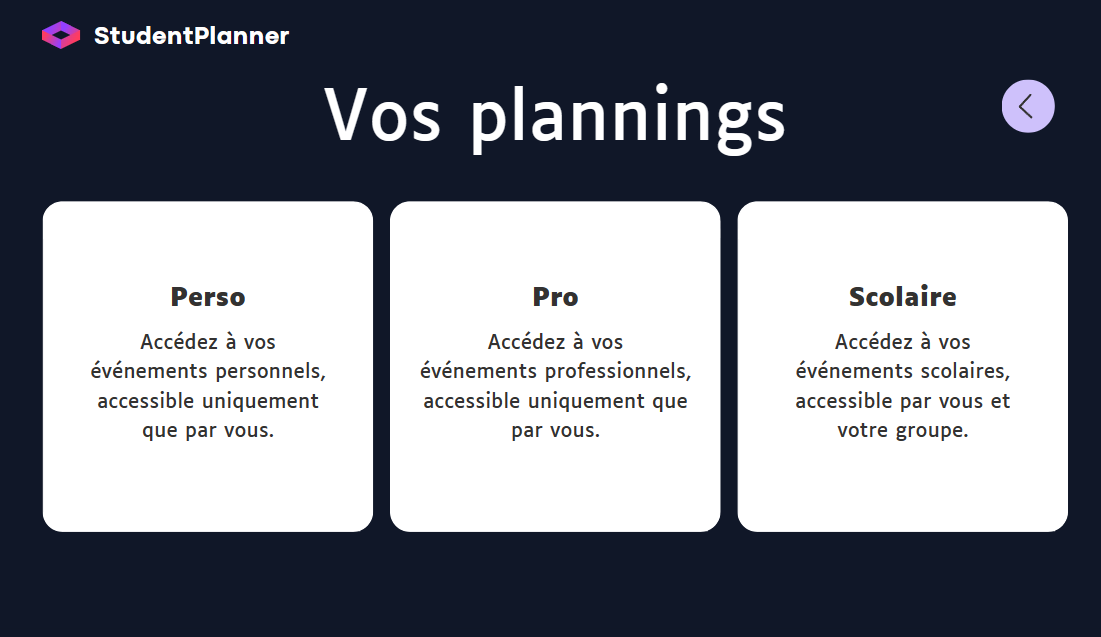 StudentPlanner
Vos plannings
Perso
Accédez à vos
événements personnels,
accessible uniquement
que par vous.
Pro
Accédez à vos
événements professionnels,
accessible uniquement que
par vous.
Scolaire
Accédez à vos
événements scolaires,
accessible par vous et
votre groupe.